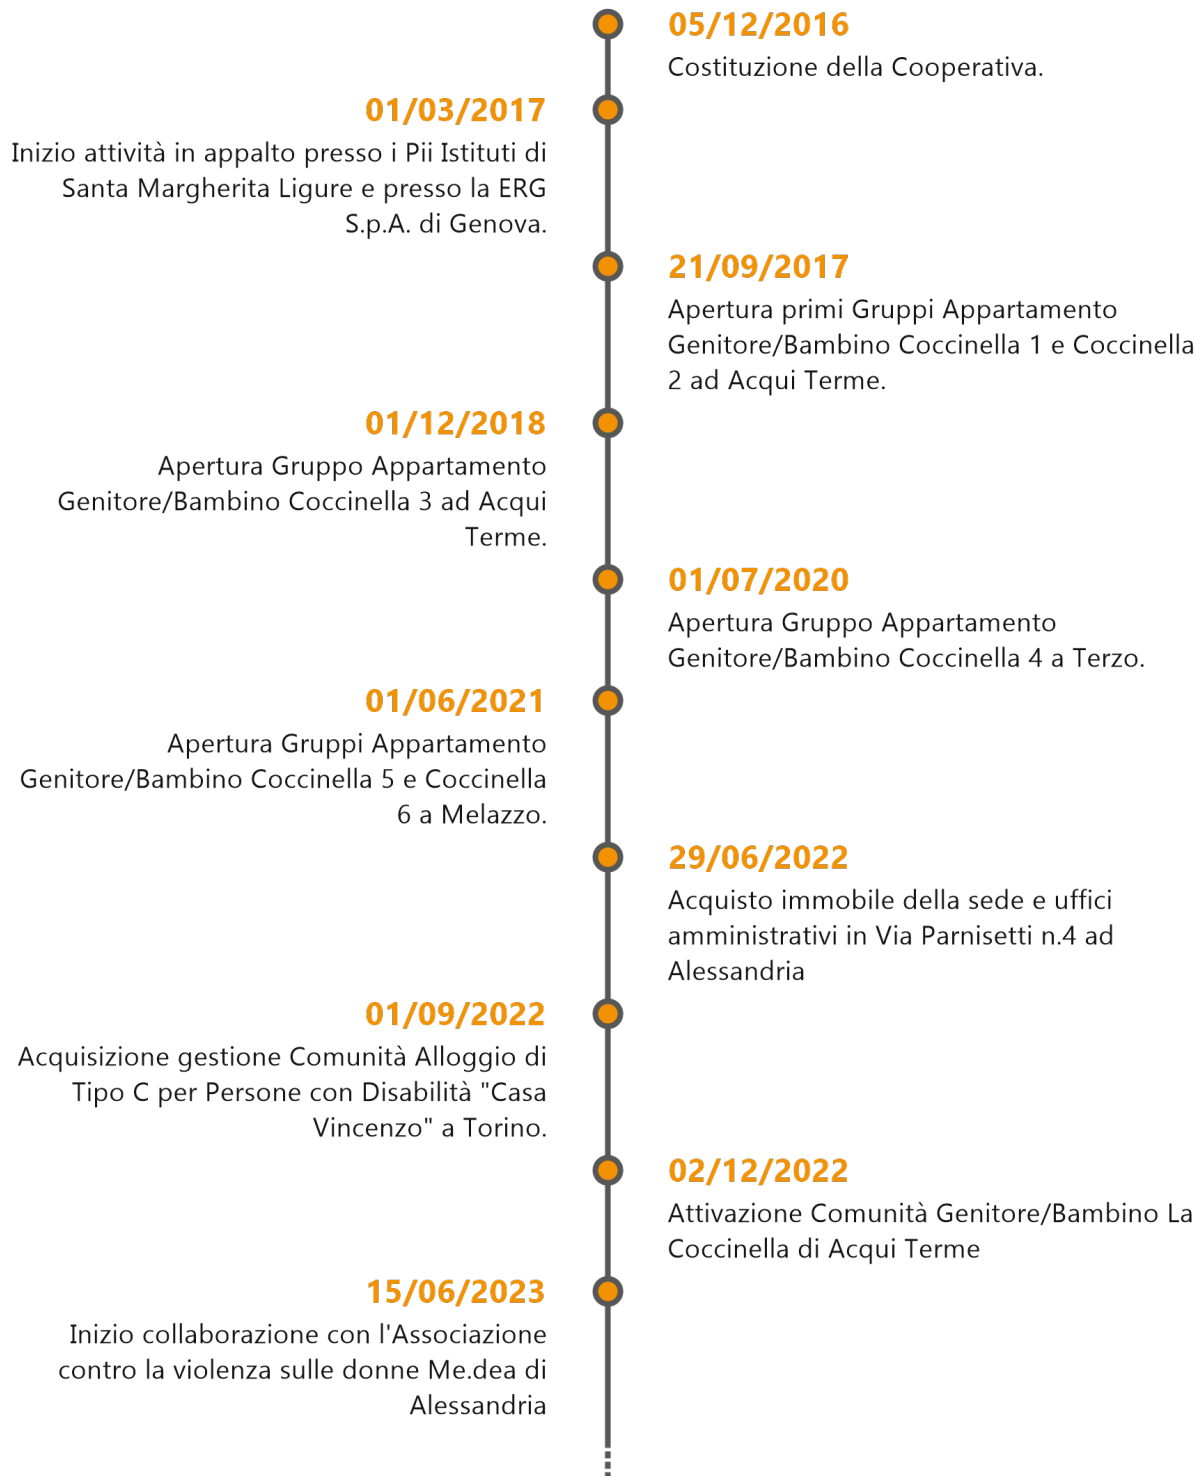 05/12/2016
Costituzione della Cooperativa.
01/03/2017
Inizio attività in appalto presso i Pii Istituti di
Santa Margherita Ligure e presso la ERG
S.p.A. di Genova.
21/09/2017
Apertura primi Gruppi Appartamento
Genitore/Bambino Coccinella 1 e Coccinella
2 ad Acqui Terme.
01/12/2018
Apertura Gruppo Appartamento
Genitore/Bambino Coccinella 3 ad Acqui
Terme.
01/07/2020
Apertura Gruppo Appartamento
Genitore/Bambino Coccinella 4 a Terzo.
01/06/2021
Apertura Gruppi Appartamento
Genitore/Bambino Coccinella 5 e Coccinella
6 a Melazzo.
29/06/2022
Acquisto immobile della sede e uffici
amministrativi in Via Parnisetti n.4 ad
Alessandria
01/09/2022
Acquisizione gestione Comunità Alloggio di
Tipo C per Persone con Disabilità "Casa
Vincenzo" a Torino.
02/12/2022
Attivazione Comunità Genitore/Bambino La
Coccinella di Acqui Terme
15/06/2023
Inizio collaborazione con l'Associazione
contro la violenza sulle donne Me.dea di
Alessandria